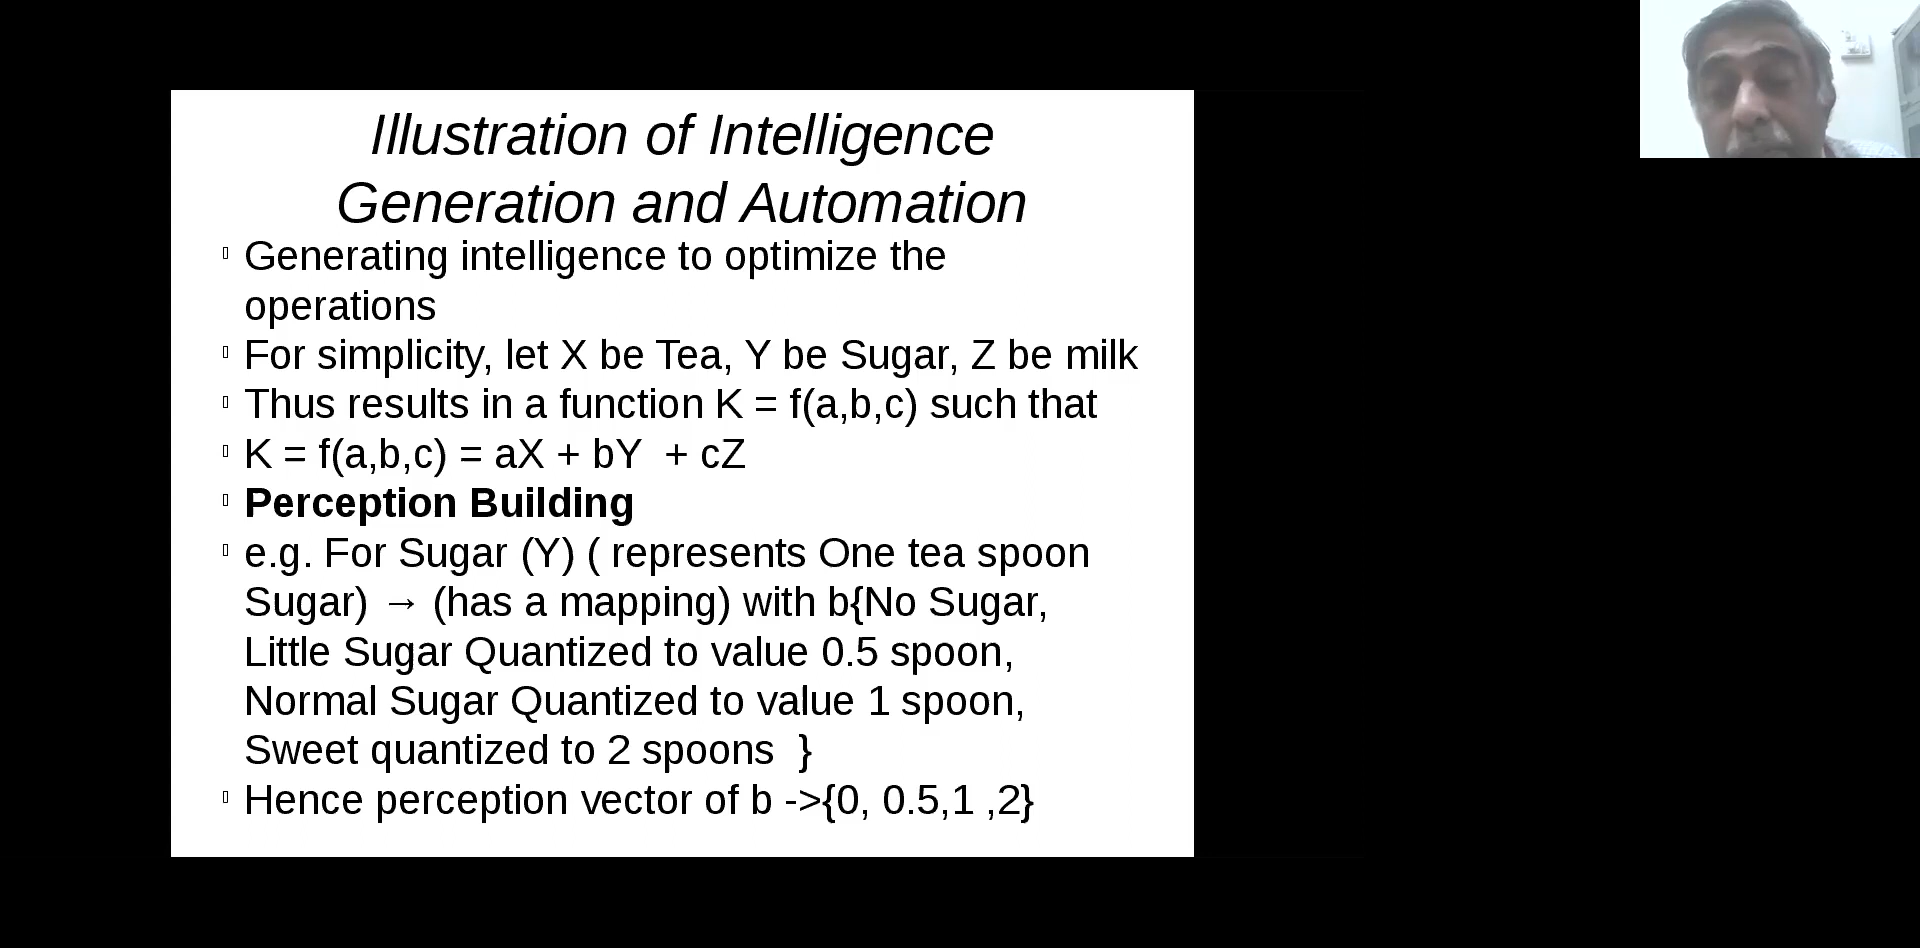 Illustration of Intelligence
Generation and Automation
Generating intelligence to optimize the
operations
For simplicity, let X be Tea, Y be Sugar, Z be milk
Thus results in a function K = f(a,b,c) such that
K = f(a,b,c) = aX + bY  + cZ
Perception Building
e.g. For Sugar (Y) ( represents One tea spoon
Sugar) → (has a mapping) with b{No Sugar,
Little Sugar Quantized to value 0.5 spoon,
Normal Sugar Quantized to value 1 spoon,
Sweet quantized to 2 spoons  }
Hence perception vector of b ->{0, 0.5,1 ,2}